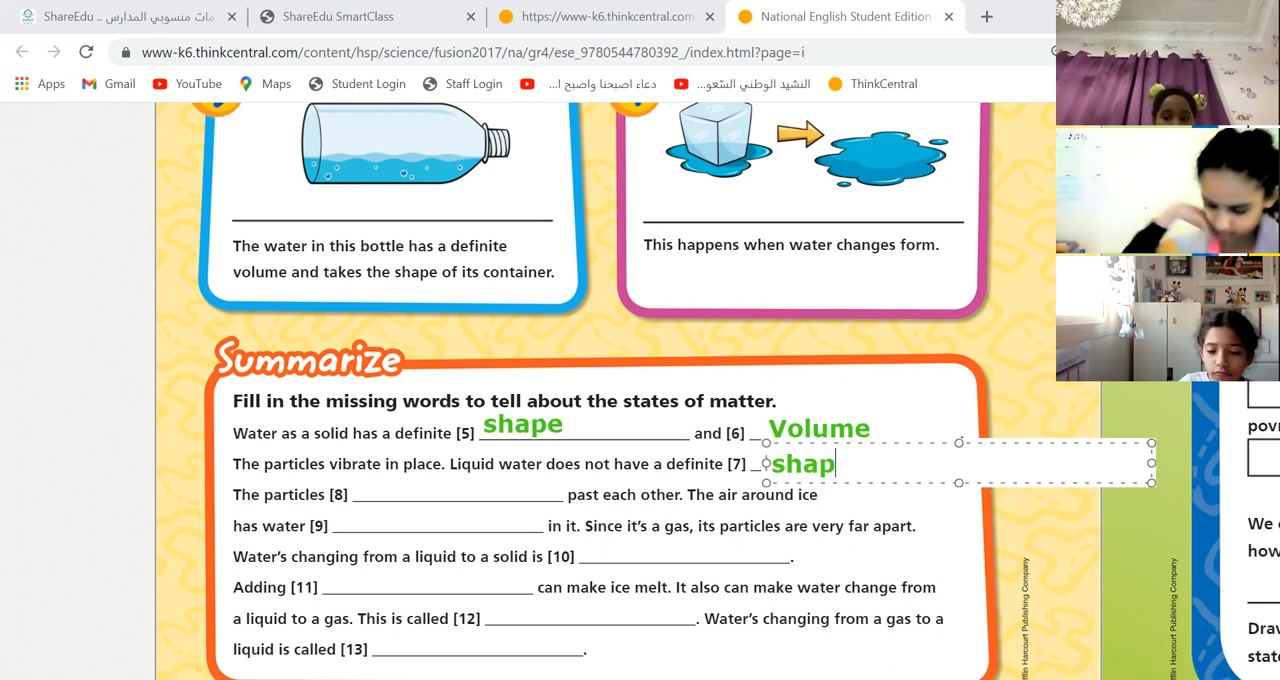 ShareEdu .. خدمات منسوبي المدارس
ShareEdu SmartClass
https://www-k6.thinkcentral.com
National English Student Edition
www-k6.thinkcentral.com/content/hsp/science/fusion2017/na/gr4/ese_9780544780392_/index.html?page=i
Apps
Gmail
YouTube
Maps
Student Login
Staff Login
دعاء اصبحنا واصبح ا...
النشيد الوطني السعو...
ThinkCentral
The water in this bottle has a definite
volume and takes the shape of its container.
This happens when water changes form.
Summarize
Fill in the missing words to tell about the states of matter.
Water as a solid has a definite [5] shape and [6] Volume
The particles vibrate in place. Liquid water does not have a definite [7] shap
The particles [8] ____ past each other. The air around ice
has water [9] ____ in it. Since it's a gas, its particles are very far apart.
Water's changing from a liquid to a solid is [10] ____.
Adding [11] ____ can make ice melt. It also can make water change from
a liquid to a gas. This is called [12] ____. Water's changing from a gas to a
liquid is called [13] ____.
Harcourt Publishing Company
Harcourt Publishing Company
We
how
Drav
state